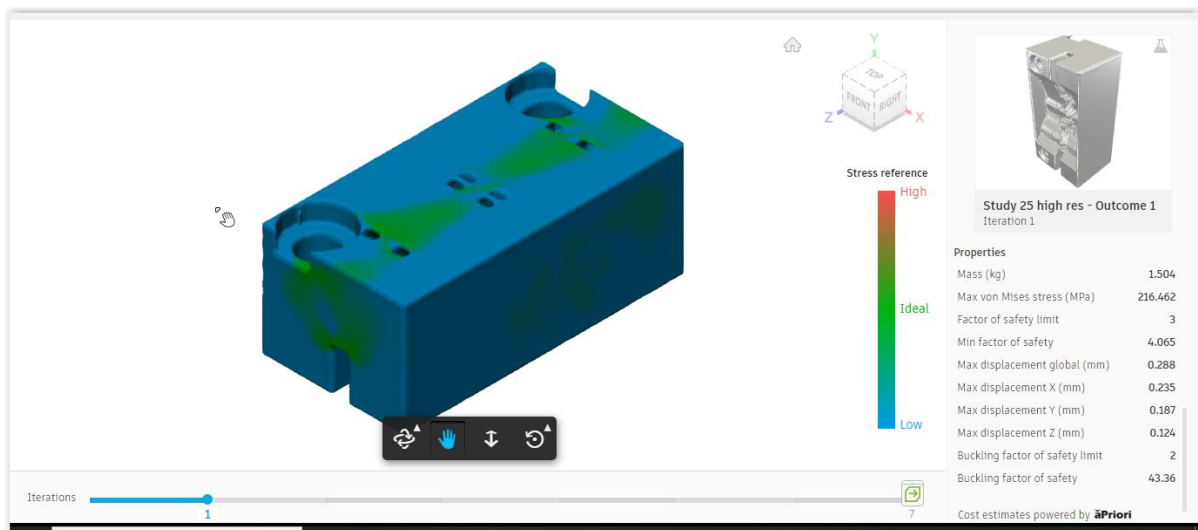 Y
TOP
FRONT
RIGHT
Z
X
Stress reference
High
Ideal
Low
Iterations
1
7
Study 25 high res - Outcome 1
Iteration 1
Properties
Mass (kg) 1.504
Max von Mises stress (MPa) 216.462
Factor of safety limit 3
Min factor of safety 4.065
Max displacement global (mm) 0.288
Max displacement X (mm) 0.235
Max displacement Y (mm) 0.187
Max displacement Z (mm) 0.124
Buckling factor of safety limit 2
Buckling factor of safety 43.36
Cost estimates powered by āPriori